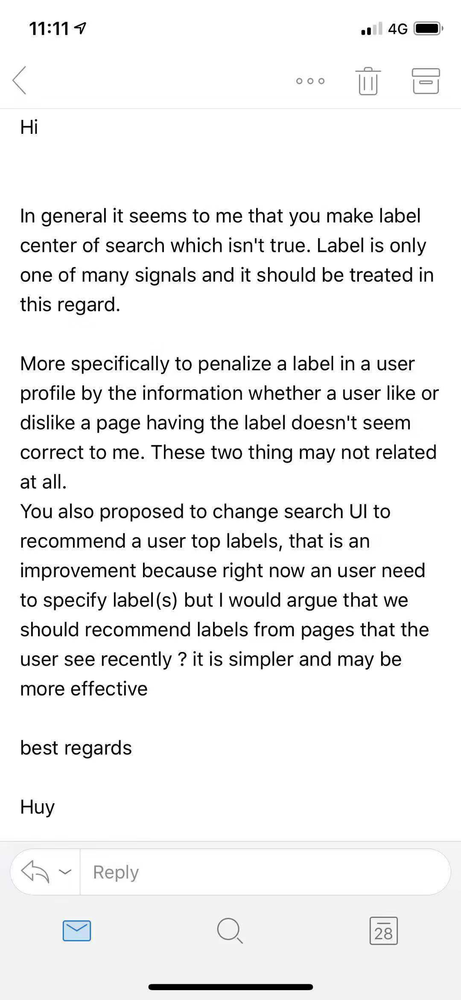 11:11
4G
Hi
In general it seems to me that you make label
center of search which isn't true. Label is only
one of many signals and it should be treated in
this regard.
More specifically to penalize a label in a user
profile by the information whether a user like or
dislike a page having the label doesn't seem
correct to me. These two thing may not related
at all.
You also proposed to change search UI to
recommend a user top labels, that is an
improvement because right now an user need
to specify label(s) but I would argue that we
should recommend labels from pages that the
user see recently ? it is simpler and may be
more effective
best regards
Huy
Reply
28